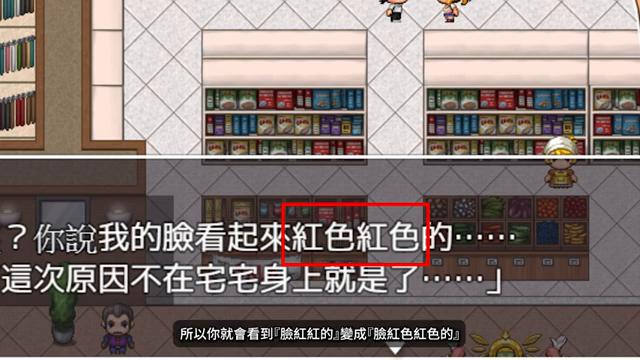 ？你說我的臉看起來紅色紅色的……
這次原因不在宅宅身上就是了……」
所以你就會看到『臉紅紅的』變成『臉紅色紅色的』